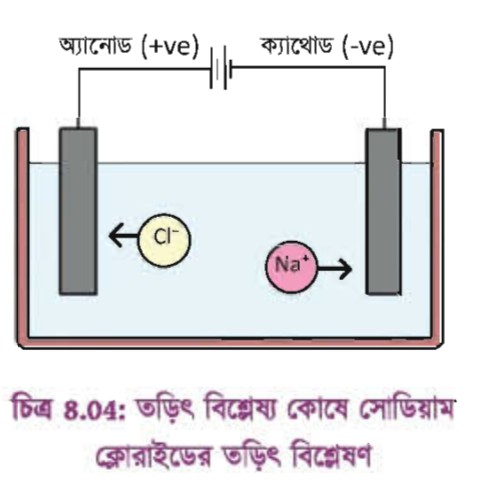 অ্যানোড (+ve) ক্যাথোড (-ve)
Cl⁻
Na⁺
চিত্র 8.04: তড়িৎ বিশ্লেষ্য কোষে সোডিয়াম
ক্লোরাইডের তড়িৎ বিশ্লেষণ